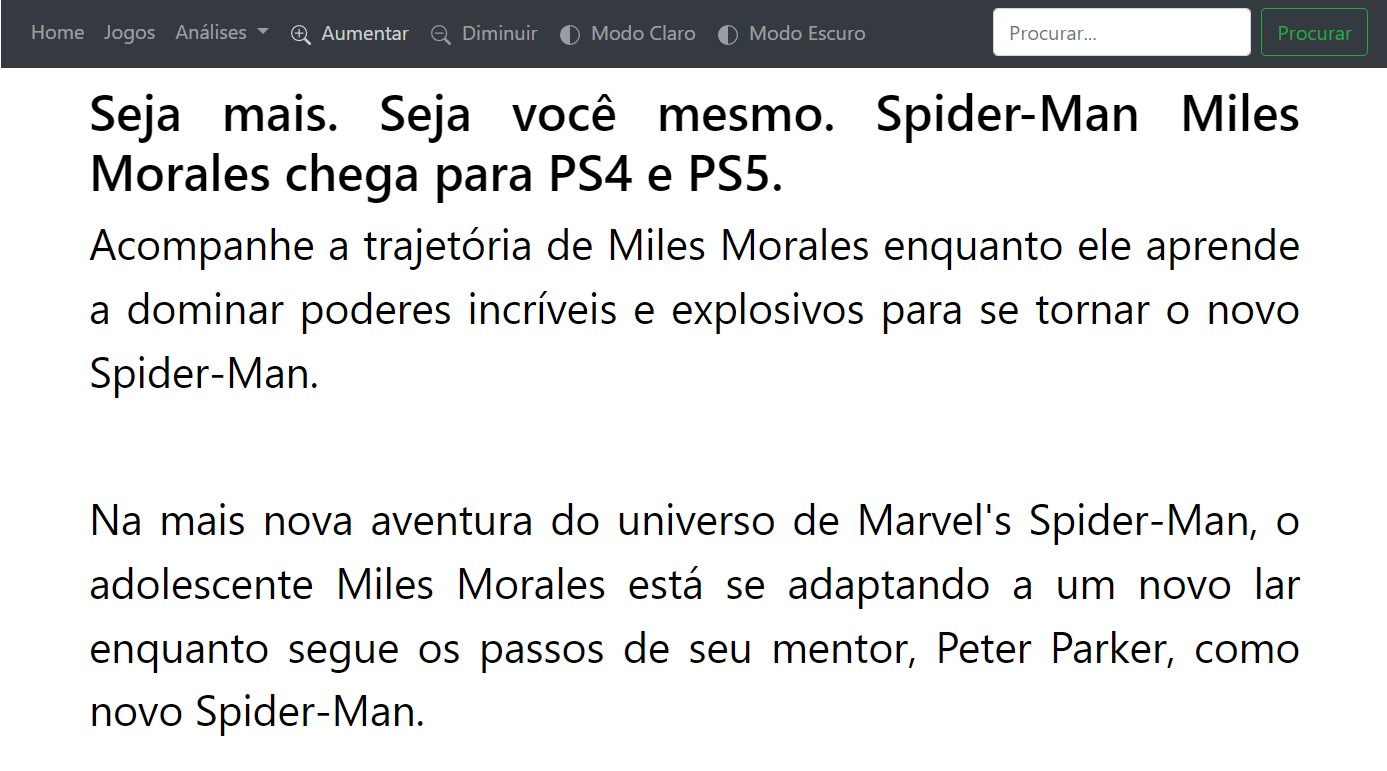 Home Jogos Análises Aumentar Diminuir Modo Claro Modo Escuro Procurar... Procurar
Seja mais. Seja você mesmo. Spider-Man Miles
Morales chega para PS4 e PS5.
Acompanhe a trajetória de Miles Morales enquanto ele aprende
a dominar poderes incríveis e explosivos para se tornar o novo
Spider-Man.
Na mais nova aventura do universo de Marvel's Spider-Man, o
adolescente Miles Morales está se adaptando a um novo lar
enquanto segue os passos de seu mentor, Peter Parker, como
novo Spider-Man.